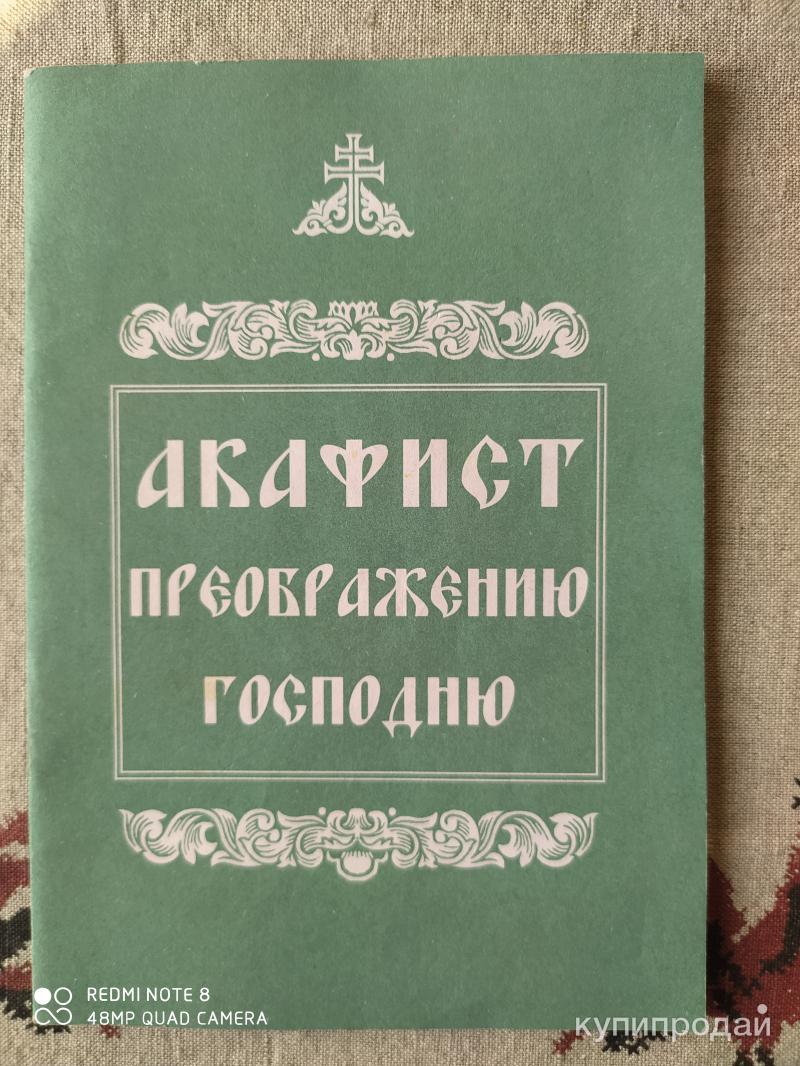 АКАФИСТ
ПРЕОБРАЖЕНИЮ
ГОСПОДНЮ
REDMI NOTE 8
48MP QUAD CAMERA
купипродай